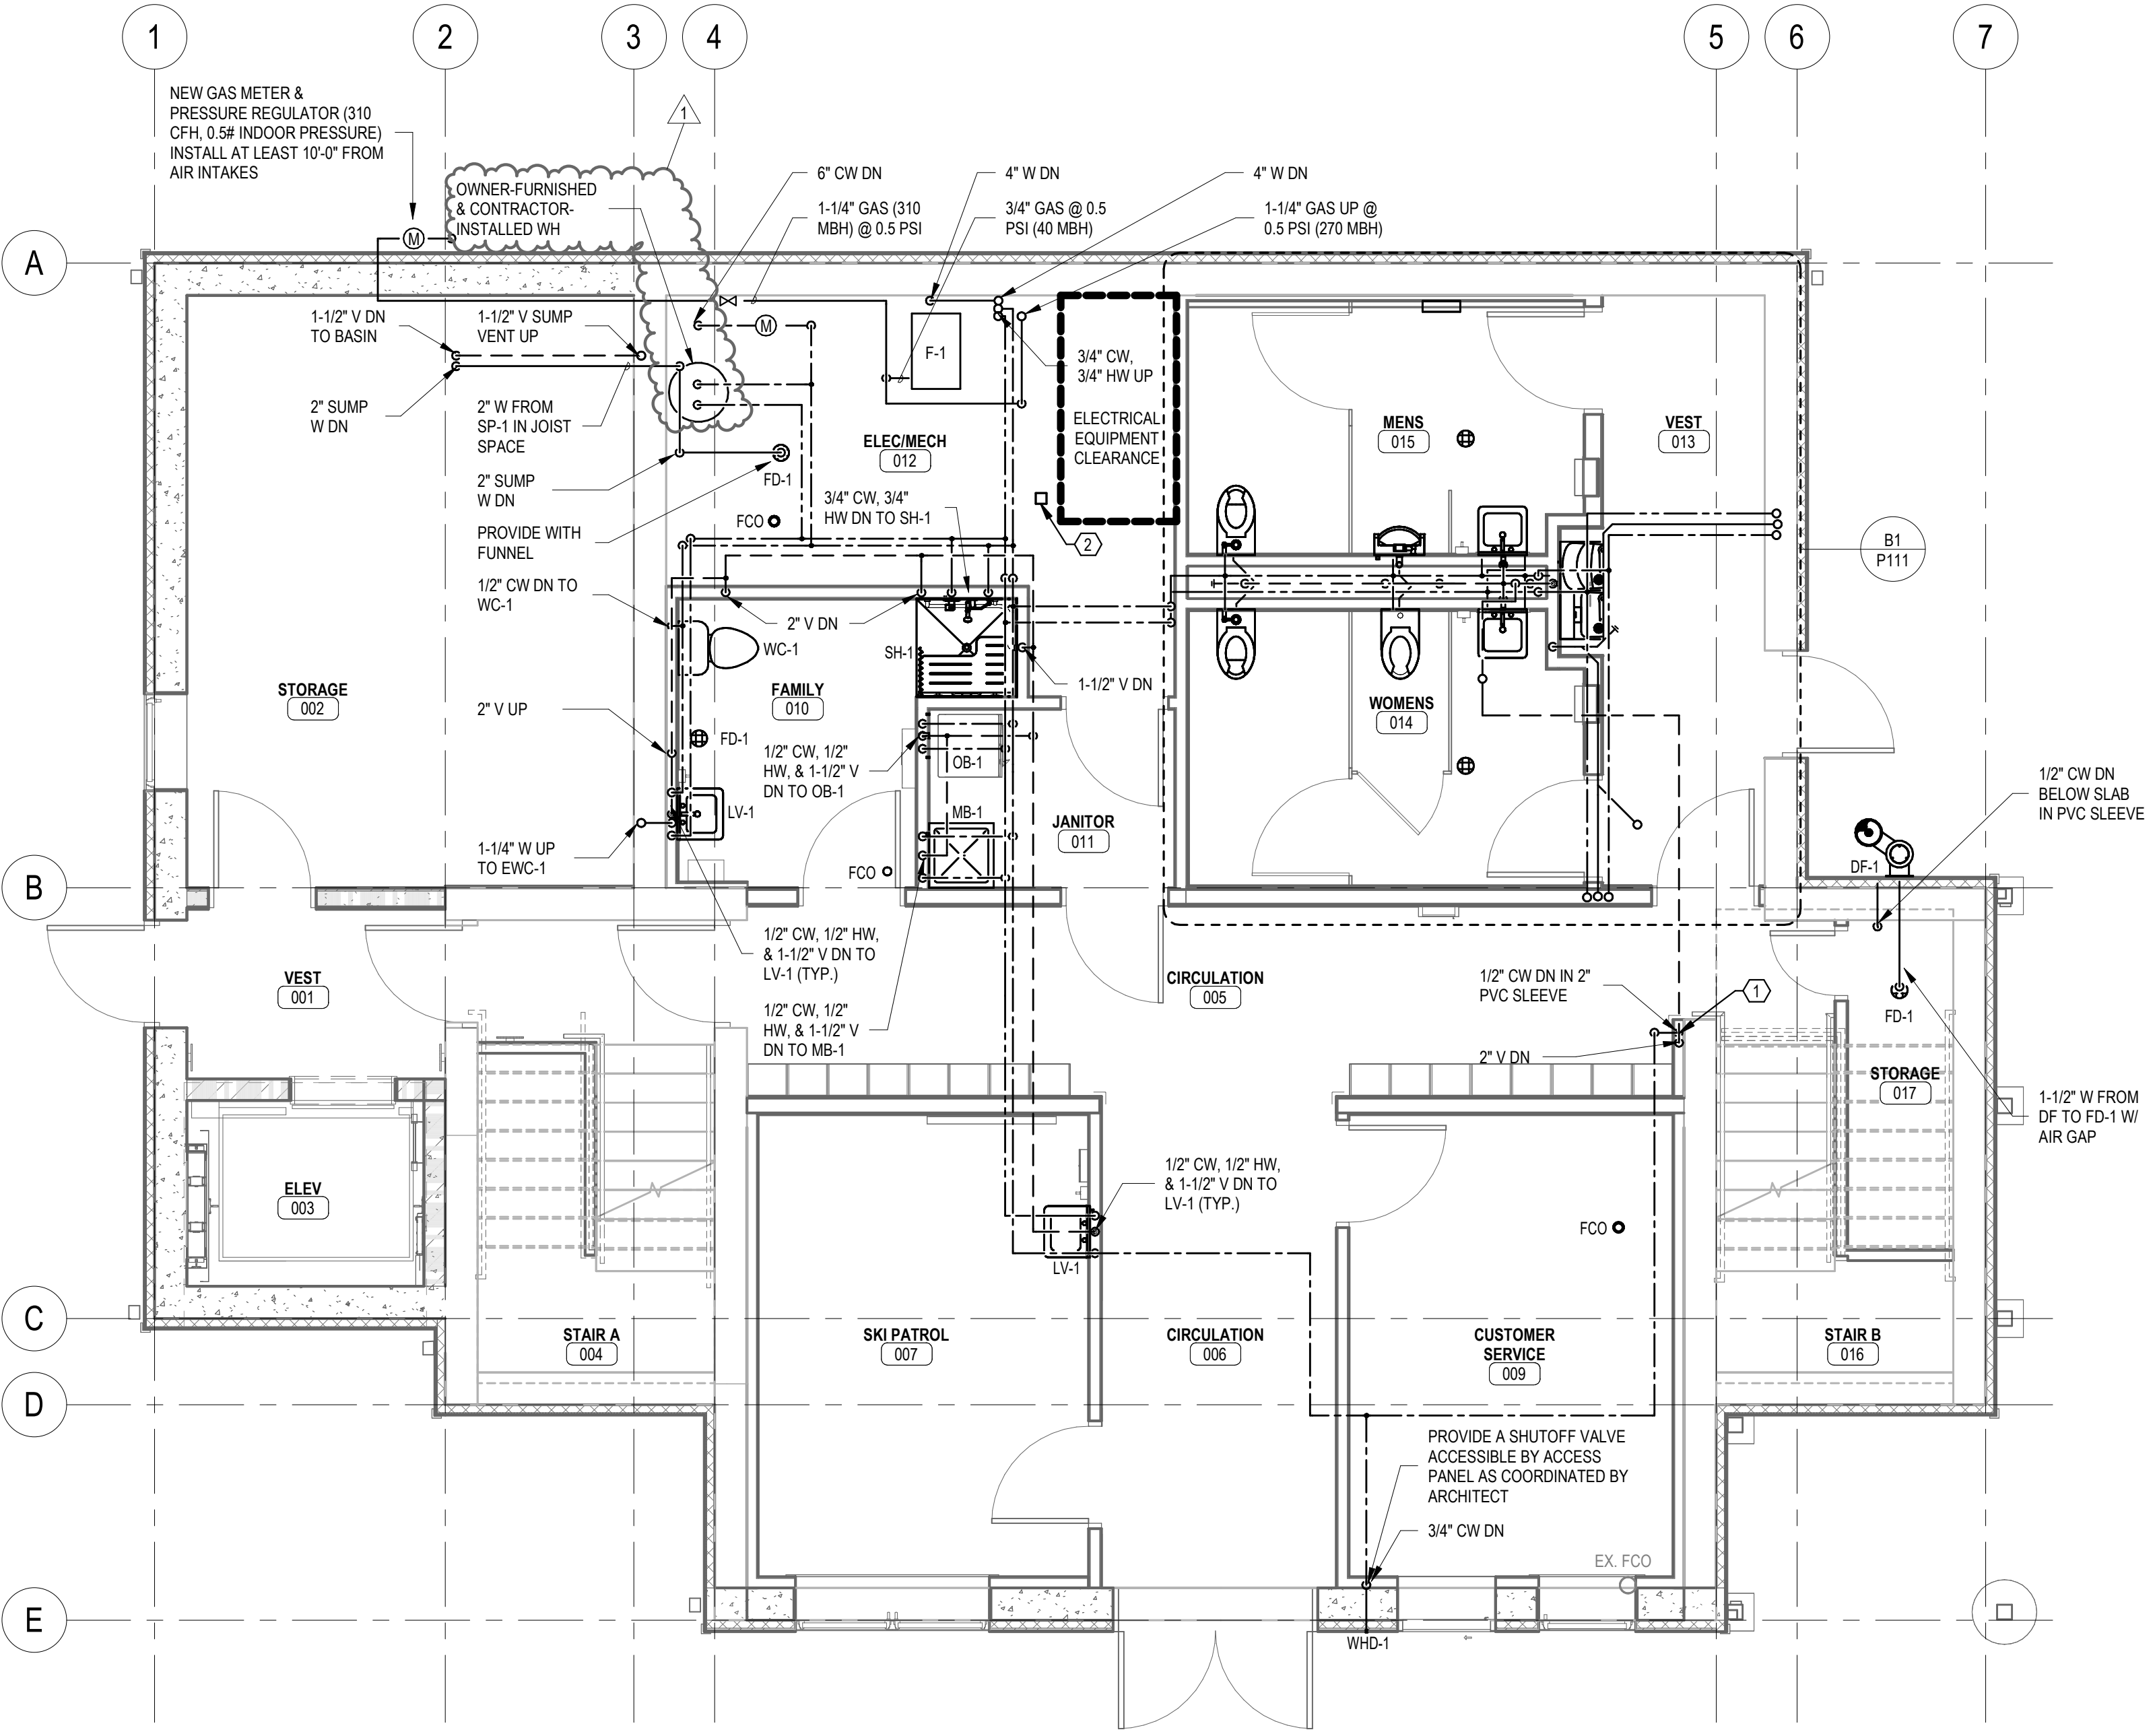 1
2
3
4
5
6
7
NEW GAS METER &
PRESSURE REGULATOR (310
CFH, 0.5# INDOOR PRESSURE)
INSTALL AT LEAST 10'-0" FROM
AIR INTAKES
1
OWNER-FURNISHED
& CONTRACTOR-
INSTALLED WH
6" CW DN
1-1/4" GAS (310
MBH) @ 0.5 PSI
4" W DN
3/4" GAS @ 0.5
PSI (40 MBH)
4" W DN
1-1/4" GAS UP @
0.5 PSI (270 MBH)
M
A
1-1/2" V DN
TO BASIN
1-1/2" V SUMP
VENT UP
M
F-1
3/4" CW,
3/4" HW UP
2" SUMP
W DN
2" W FROM
SP-1 IN JOIST
SPACE
ELEC/MECH
012
ELECTRICAL
EQUIPMENT
CLEARANCE
MENS
015
VEST
013
2" SUMP
W DN
FD-1
3/4" CW, 3/4"
HW DN TO SH-1
FCO
PROVIDE WITH
FUNNEL
2
B1
P111
1/2" CW DN TO
WC-1
2" V DN
WC-1
SH-1
1-1/2" V DN
STORAGE
002
FAMILY
010
WOMENS
014
2" V UP
FD-1
1/2" CW, 1/2"
HW, & 1-1/2" V
DN TO OB-1
OB-1
MB-1
LV-1
JANITOR
011
1/2" CW DN
BELOW SLAB
IN PVC SLEEVE
1-1/4" W UP
TO EWC-1
FCO
DF-1
B
1/2" CW, 1/2" HW,
& 1-1/2" V DN TO
LV-1 (TYP.)
VEST
001
CIRCULATION
005
1/2" CW DN IN 2"
PVC SLEEVE
1
1/2" CW, 1/2"
HW, & 1-1/2" V
DN TO MB-1
2" V DN
FD-1
STORAGE
017
1-1/2" W FROM
DF TO FD-1 W/
AIR GAP
ELEV
003
1/2" CW, 1/2" HW,
& 1-1/2" V DN TO
LV-1 (TYP.)
FCO
LV-1
C
STAIR A
004
SKI PATROL
007
CIRCULATION
006
CUSTOMER
SERVICE
009
STAIR B
016
D
PROVIDE A SHUTOFF VALVE
ACCESSIBLE BY ACCESS
PANEL AS COORDINATED BY
ARCHITECT
3/4" CW DN
EX. FCO
E
WHD-1